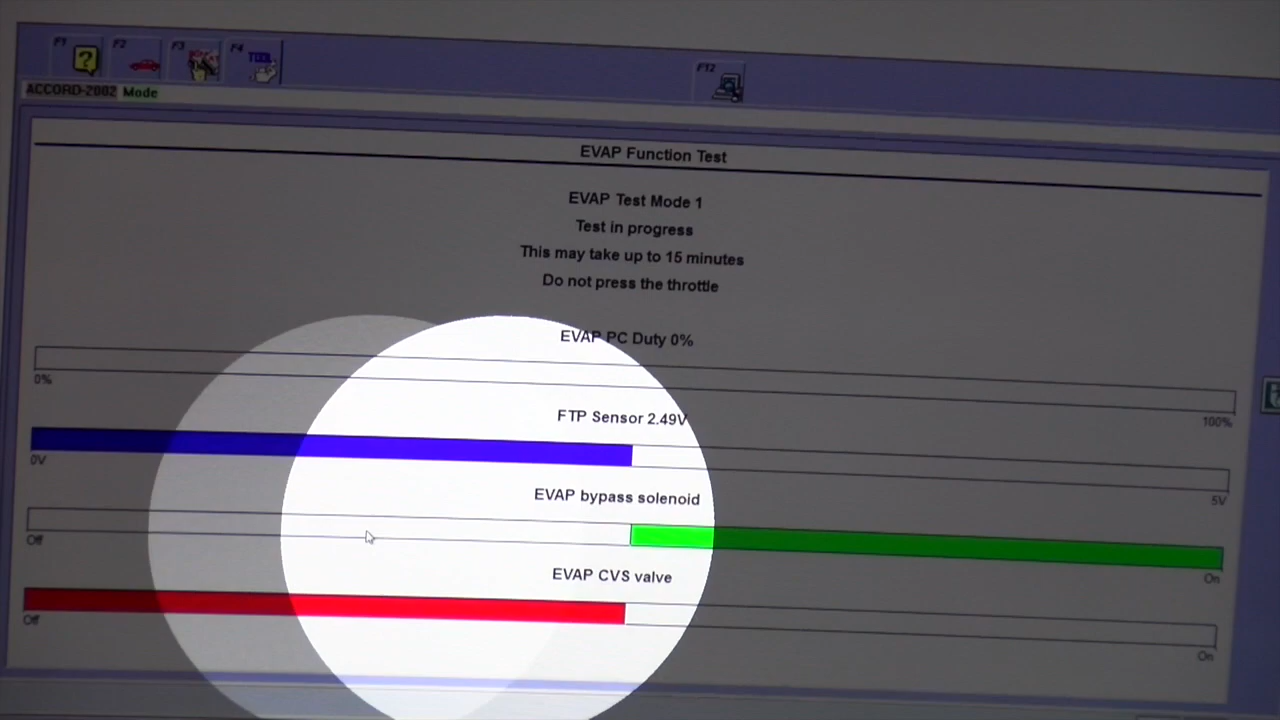 F1 F2 F3 F4 TOOL F12
ACCORD-2002 Mode
EVAP Function Test
EVAP Test Mode 1
Test in progress
This may take up to 15 minutes
Do not press the throttle
EVAP PC Duty 0%
0% 100%
FTP Sensor 2.49V
0V 5V
EVAP bypass solenoid
Off On
EVAP CVS valve
Off On